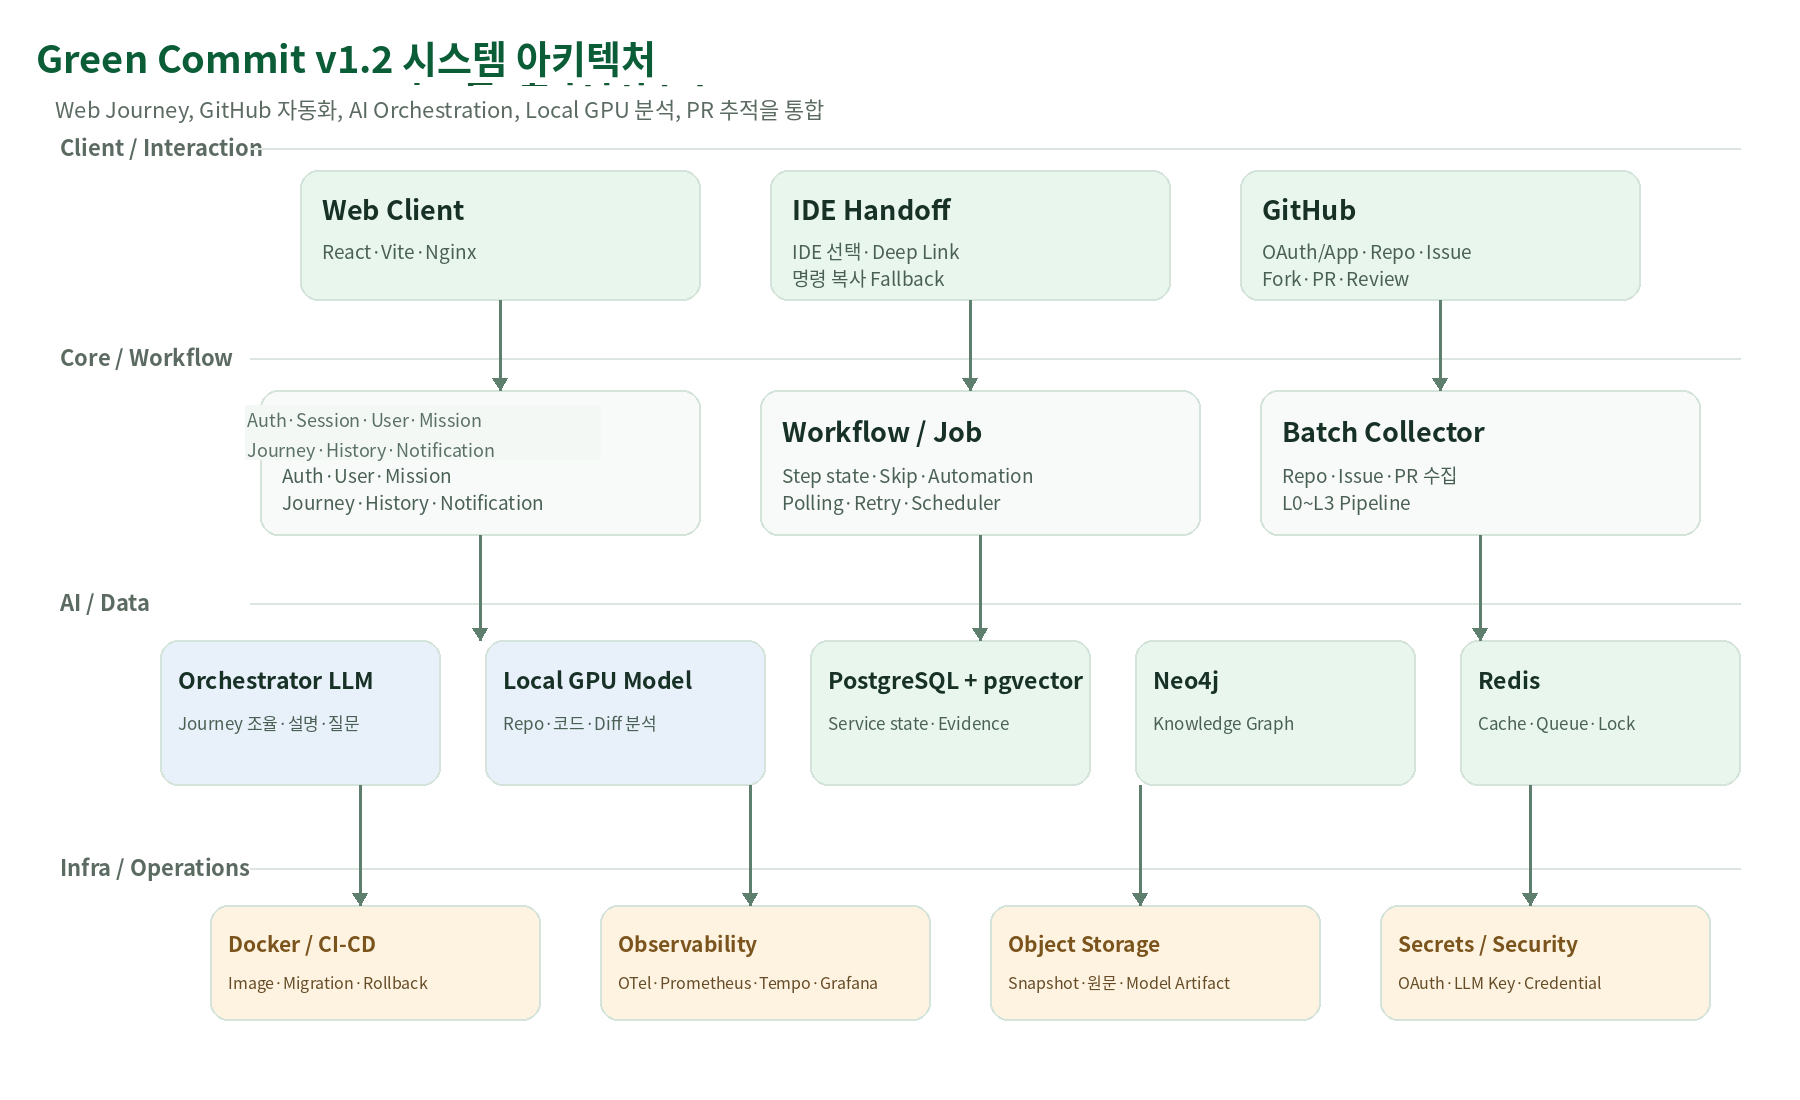 Green Commit v1.2 시스템 아키텍처
Web Journey, GitHub 자동화, AI Orchestration, Local GPU 분석, PR 추적을 통합
Client / Interaction
Web Client
React·Vite·Nginx
IDE Handoff
IDE 선택·Deep Link
명령 복사 Fallback
GitHub
OAuth/App·Repo·Issue
Fork·PR·Review
Core / Workflow
Auth·Session·User·Mission
Journey·History·Notification
Auth·User·Mission
Journey·History·Notification
Workflow / Job
Step state·Skip·Automation
Polling·Retry·Scheduler
Batch Collector
Repo·Issue·PR 수집
L0~L3 Pipeline
AI / Data
Orchestrator LLM
Journey 조율·설명·질문
Local GPU Model
Repo·코드·Diff 분석
PostgreSQL + pgvector
Service state·Evidence
Neo4j
Knowledge Graph
Redis
Cache·Queue·Lock
Infra / Operations
Docker / CI-CD
Image·Migration·Rollback
Observability
OTel·Prometheus·Tempo·Grafana
Object Storage
Snapshot·원문·Model Artifact
Secrets / Security
OAuth·LLM Key·Credential